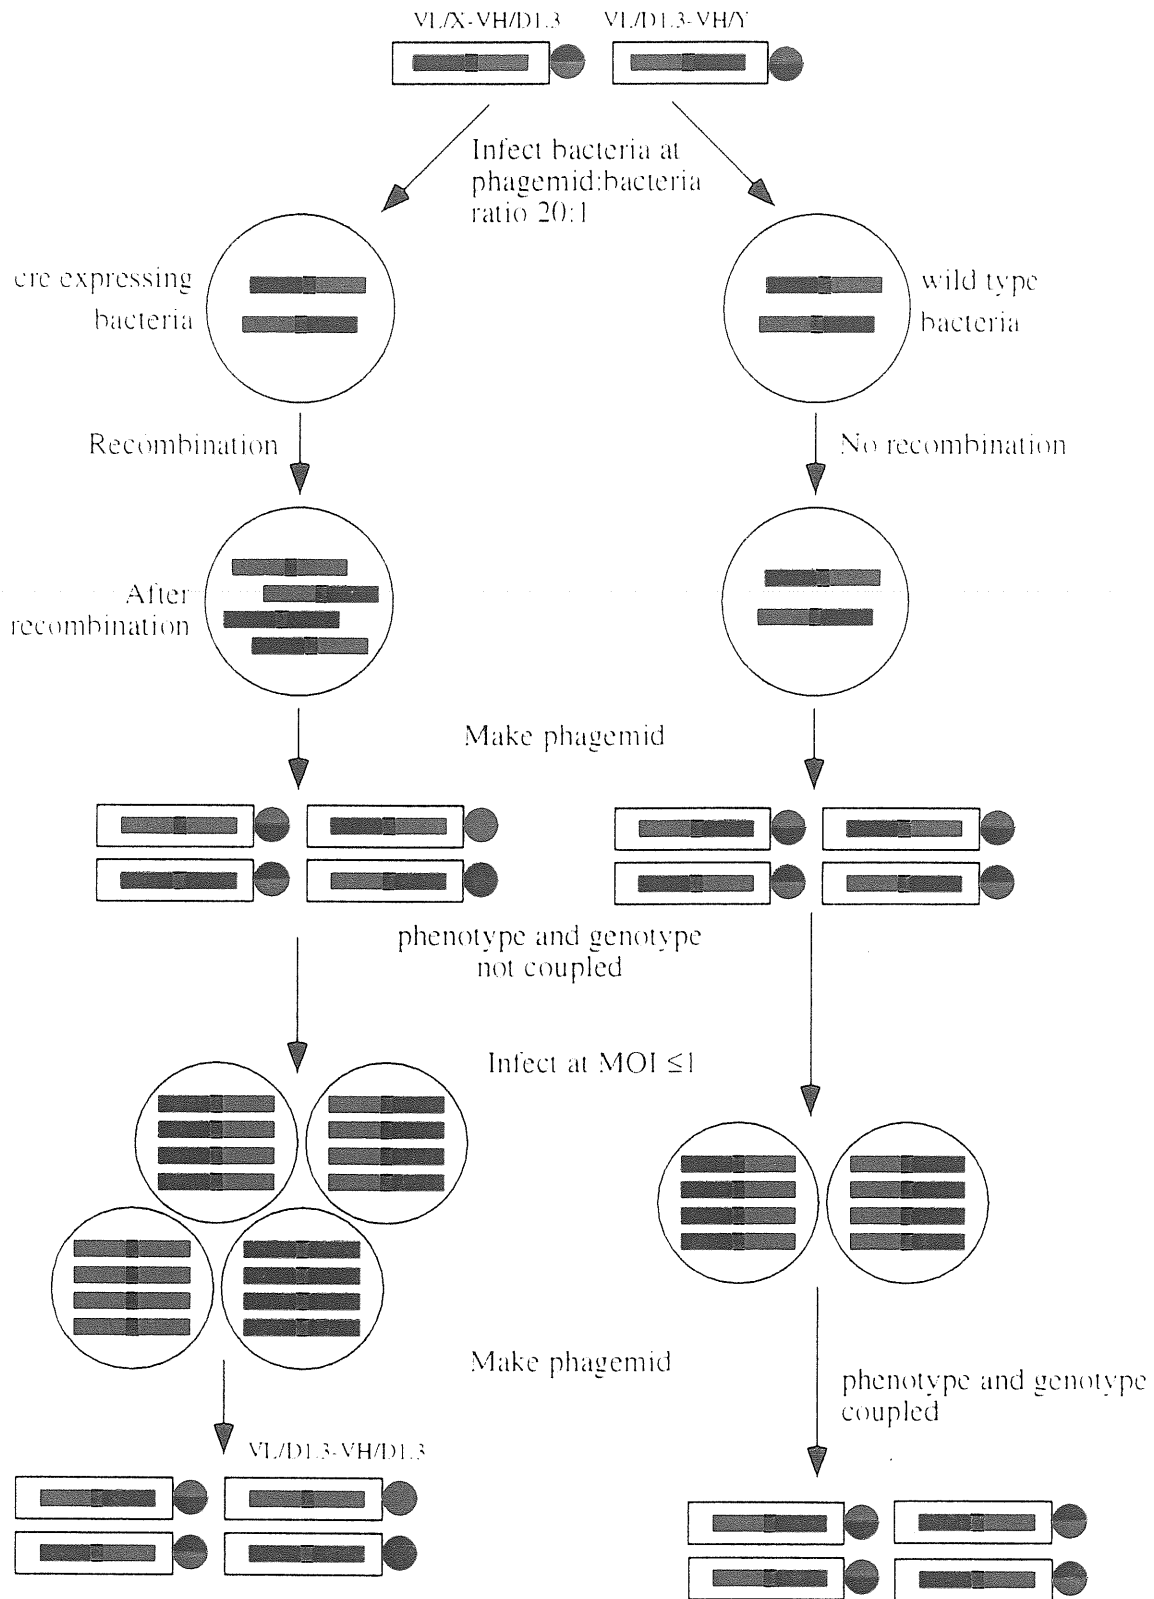 VL/X-VH/D1.3 VL/D1.3-VH/Y
Infect bacteria at
phagemid:bacteria
ratio 20:1
cre expressing
bacteria
wild type
bacteria
Recombination
No recombination
After
recombination
Make phagemid
phenotype and genotype
not coupled
Infect at MOI ≤1
Make phagemid
phenotype and genotype
coupled
VL/D1.3-VH/D1.3